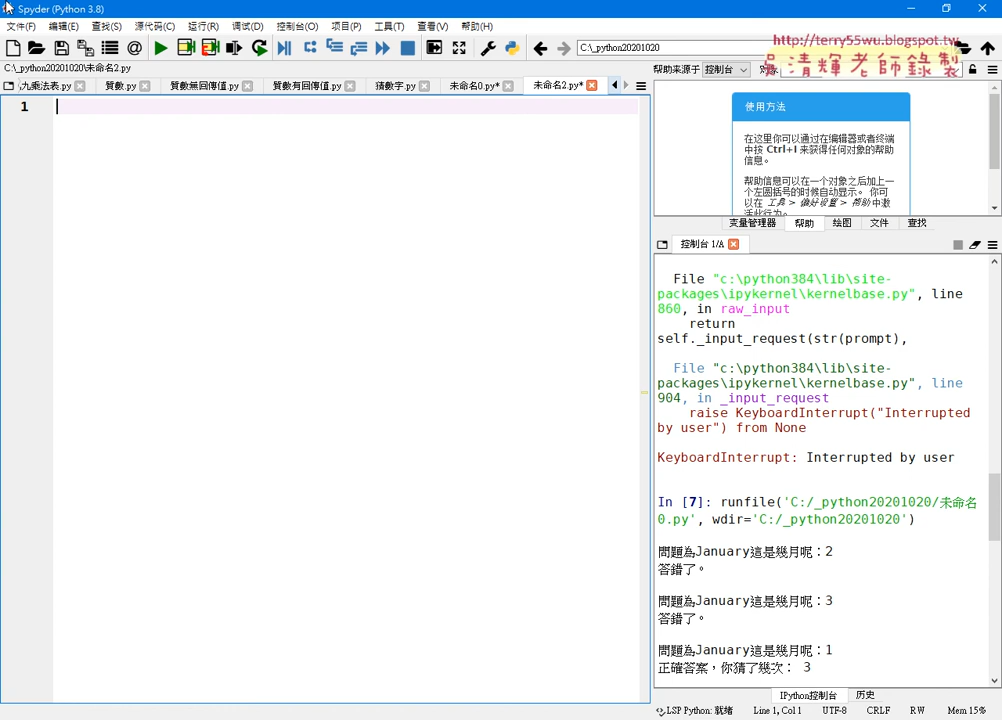 Spyder (Python 3.8)
文件(F) 编辑(E) 查找(S) 源代码(C) 运行(R) 调试(D) 控制台(O) 项目(P) 工具(T) 查看(V) 帮助(H)
C:\_python20201020
http://terry55wu.blogspot.tw
吳清輝老師錄製
C:\_python20201020\未命名2.py
帮助来源于 控制台 对象
九乘法表.py 質數.py 質數無回傳值.py 質數有回傳值.py 猜數字.py 未命名0.py* 未命名2.py*
1
使用方法
在这里你可以通过在编辑器或者终端
中按 Ctrl+I 来获得任何对象的帮助
信息。
帮助信息可以在一个对象之后加上一
个左圆括号的时候自动显示。 你可
以在 工具 > 偏好设置 > 帮助 中激
活此行为。
变量管理器 帮助 绘图 文件 查找
控制台 1/A
File "c:\python384\lib\site-
packages\ipykernel\kernelbase.py", line
860, in raw_input
return
self._input_request(str(prompt),
File "c:\python384\lib\site-
packages\ipykernel\kernelbase.py", line
904, in _input_request
raise KeyboardInterrupt("Interrupted
by user") from None
KeyboardInterrupt: Interrupted by user
In [7]: runfile('C:/_python20201020/未命名
0.py', wdir='C:/_python20201020')
問題為January這是幾月呢：2
答錯了。
問題為January這是幾月呢：3
答錯了。
問題為January這是幾月呢：1
正確答案，你猜了幾次： 3
IPython控制台 历史
LSP Python: 就绪 Line 1, Col 1 UTF-8 CRLF RW Mem 15%